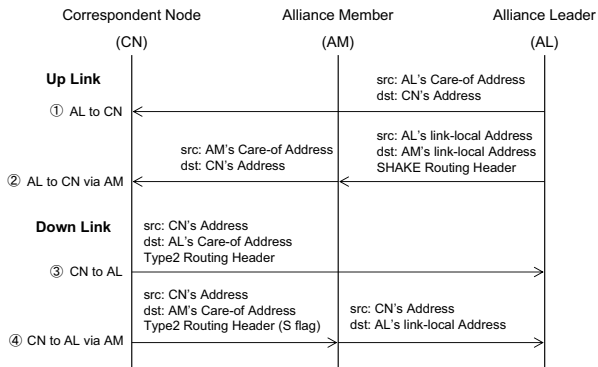 Correspondent Node Alliance Member Alliance Leader
(CN) (AM) (AL)
Up Link
src: AL's Care-of Address
dst: CN's Address
① AL to CN
src: AM's Care-of Address
dst: CN's Address
src: AL's link-local Address
dst: AM's link-local Address
SHAKE Routing Header
② AL to CN via AM
Down Link
src: CN's Address
dst: AL's Care-of Address
Type2 Routing Header
③ CN to AL
src: CN's Address
dst: AM's Care-of Address
Type2 Routing Header (S flag)
src: CN's Address
dst: AL's link-local Address
④ CN to AL via AM